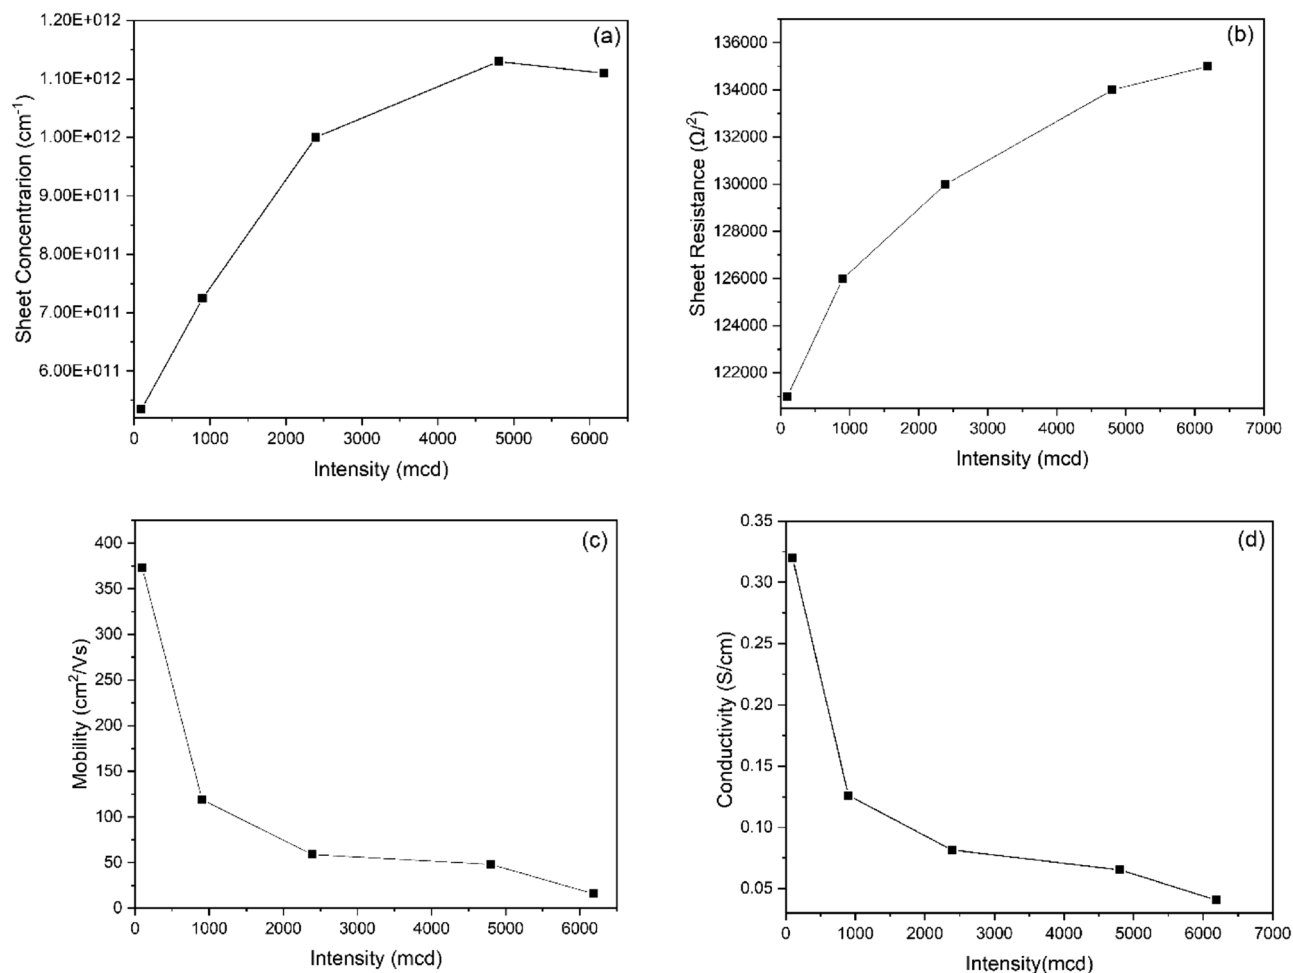 (a)
1.20E+012
1.10E+012
1.00E+012
9.00E+011
8.00E+011
7.00E+011
6.00E+011
Sheet Concentrarion (cm⁻¹)
0 1000 2000 3000 4000 5000 6000
Intensity (mcd)
(b)
136000
134000
132000
130000
128000
126000
124000
122000
Sheet Resistance (Ω/²)
0 1000 2000 3000 4000 5000 6000 7000
Intensity (mcd)
(c)
400
350
300
250
200
150
100
50
0
Mobility (cm²/Vs)
0 1000 2000 3000 4000 5000 6000
Intensity (mcd)
(d)
0.35
0.30
0.25
0.20
0.15
0.10
0.05
Conductivity (S/cm)
0 1000 2000 3000 4000 5000 6000 7000
Intensity(mcd)